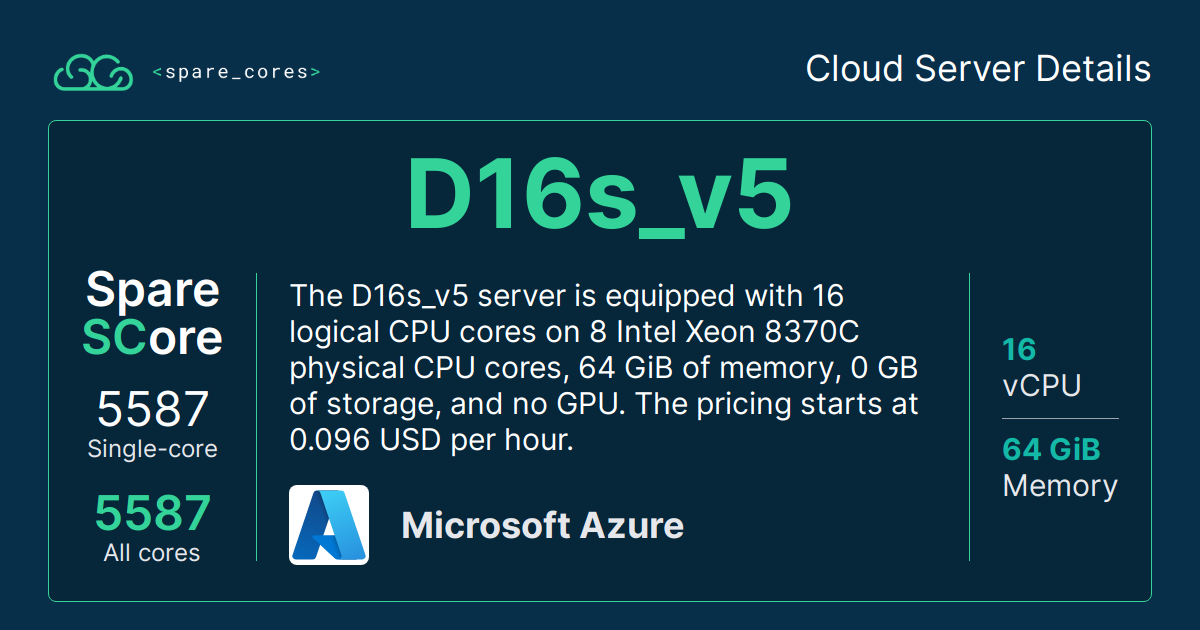 <spare_cores>
Cloud Server Details
D16s_v5
Spare
SCore
5587
Single-core
5587
All cores
The D16s_v5 server is equipped with 16
logical CPU cores on 8 Intel Xeon 8370C
physical CPU cores, 64 GiB of memory, 0 GB
of storage, and no GPU. The pricing starts at
0.096 USD per hour.
Microsoft Azure
16
vCPU
64 GiB
Memory